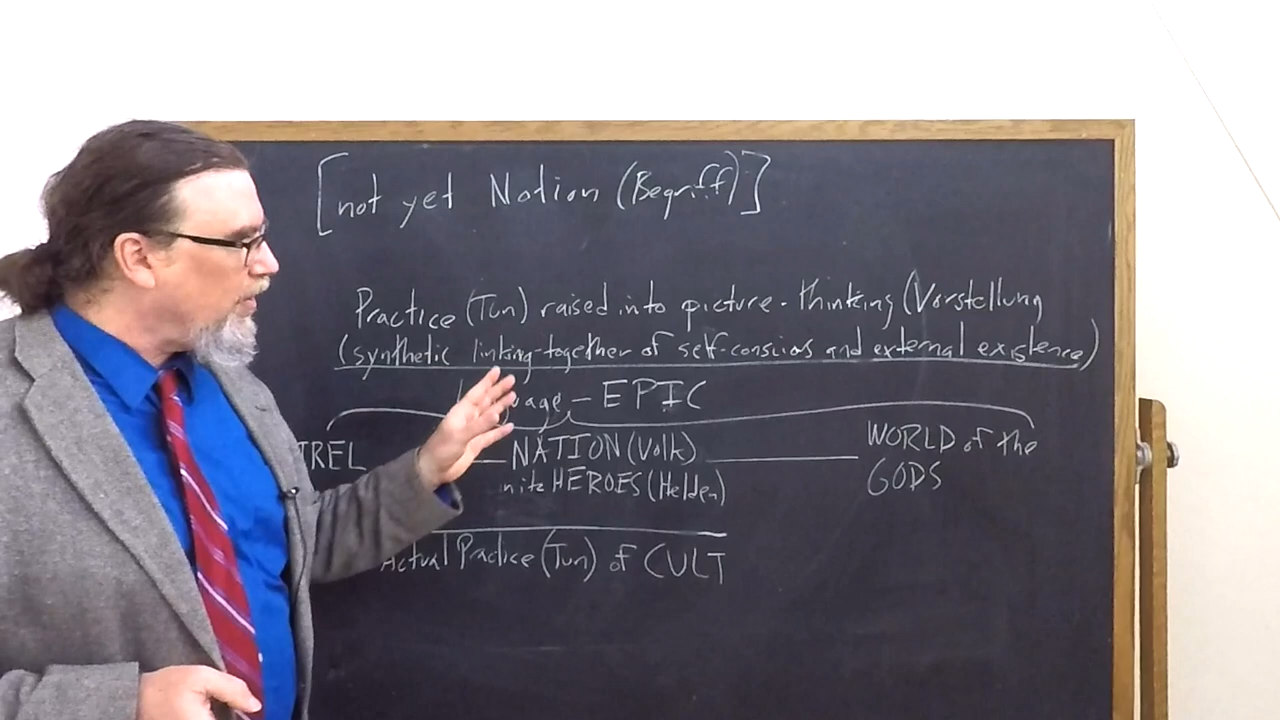 [not yet Notion (Begriff)]
Practice (Tun) raised into picture-thinking (Vorstellung
(synthetic linking-together of self-conscious and external existence)
- EPIC
NATION (Volk) WORLD of the
HEROES (Helden) GODS
Actual Practice (Tun) of CULT